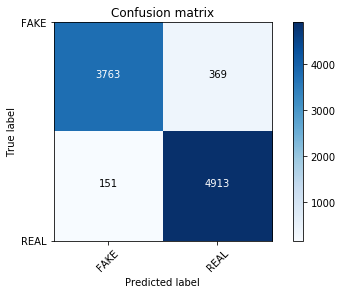 Confusion matrix
FAKE
3763
369
4000
3000
True label
2000
151
4913
1000
REAL
FAKE
REAL
Predicted label